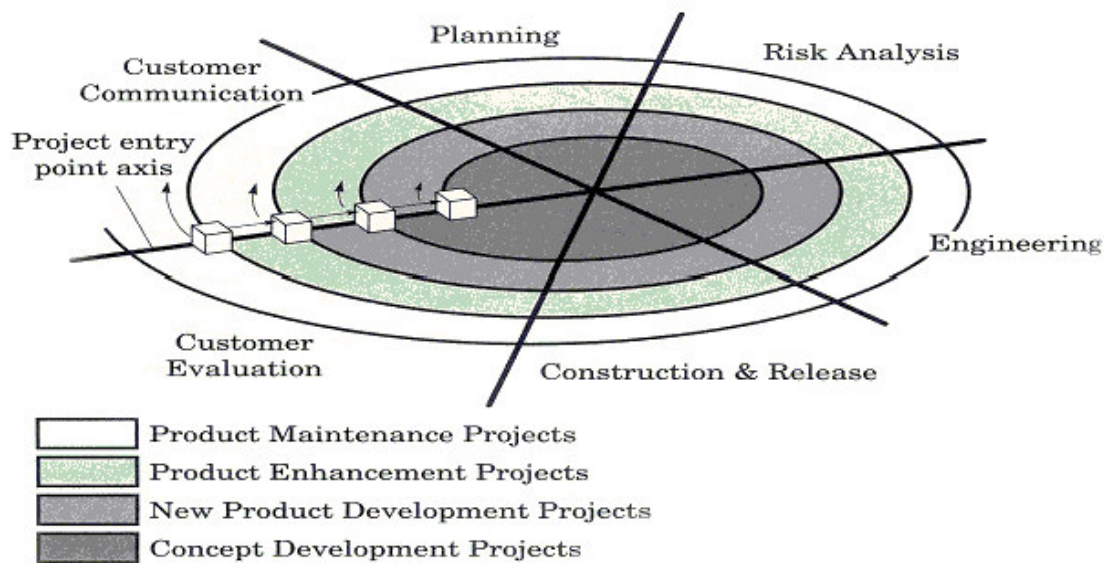 Planning
Risk Analysis
Customer
Communication
Project entry
point axis
Engineering
Customer
Evaluation
Construction & Release
Product Maintenance Projects
Product Enhancement Projects
New Product Development Projects
Concept Development Projects